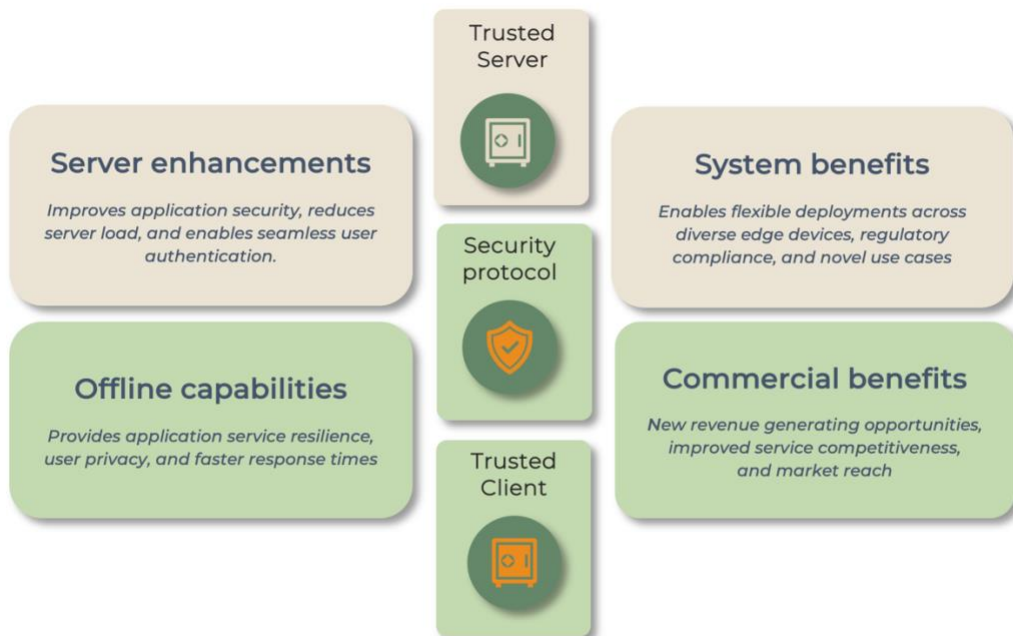 Trusted
Server
Server enhancements
Improves application security, reduces
server load, and enables seamless user
authentication.
System benefits
Enables flexible deployments across
diverse edge devices, regulatory
compliance, and novel use cases
Security
protocol
Offline capabilities
Provides application service resilience,
user privacy, and faster response times
Commercial benefits
New revenue generating opportunities,
improved service competitiveness,
and market reach
Trusted
Client